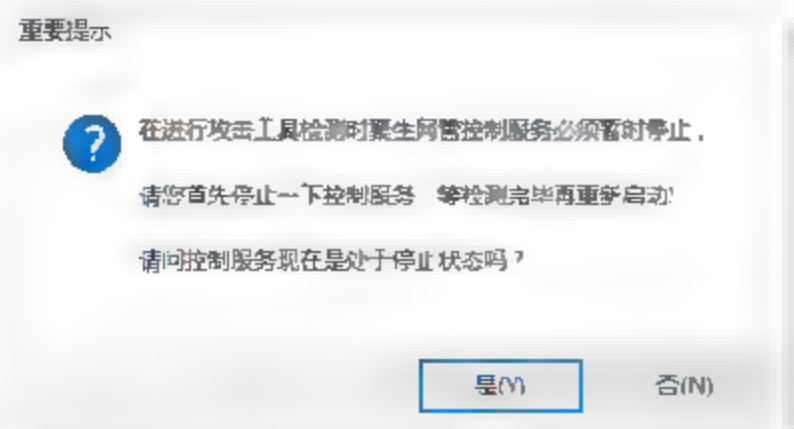 重要提示
在进行攻击工具检测时聚生网管控制服务必须暂时停止，
请您首先停止一下控制服务，等检测完毕再重新启动！
请问控制服务现在是处于停止状态吗？
是(Y)
否(N)